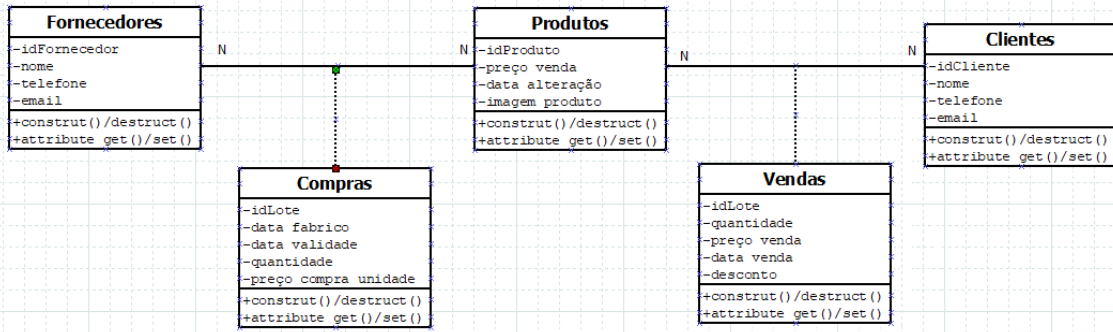 Fornecedores
-idFornecedor
-nome
-telefone
-email
+construt()/destruct()
+attribute get()/set()
N
N
Produtos
-idProduto
-preço venda
-data alteração
-imagem produto
+construt()/destruct()
+attribute get()/set()
N
N
Clientes
-idCliente
-nome
-telefone
-email
+construt()/destruct()
+attribute get()/set()
Compras
-idLote
-data fabrico
-data validade
-quantidade
-preço compra unidade
+construt()/destruct()
+attribute get()/set()
Vendas
-idLote
-quantidade
-preço venda
-data venda
-desconto
+construt()/destruct()
+attribute get()/set()